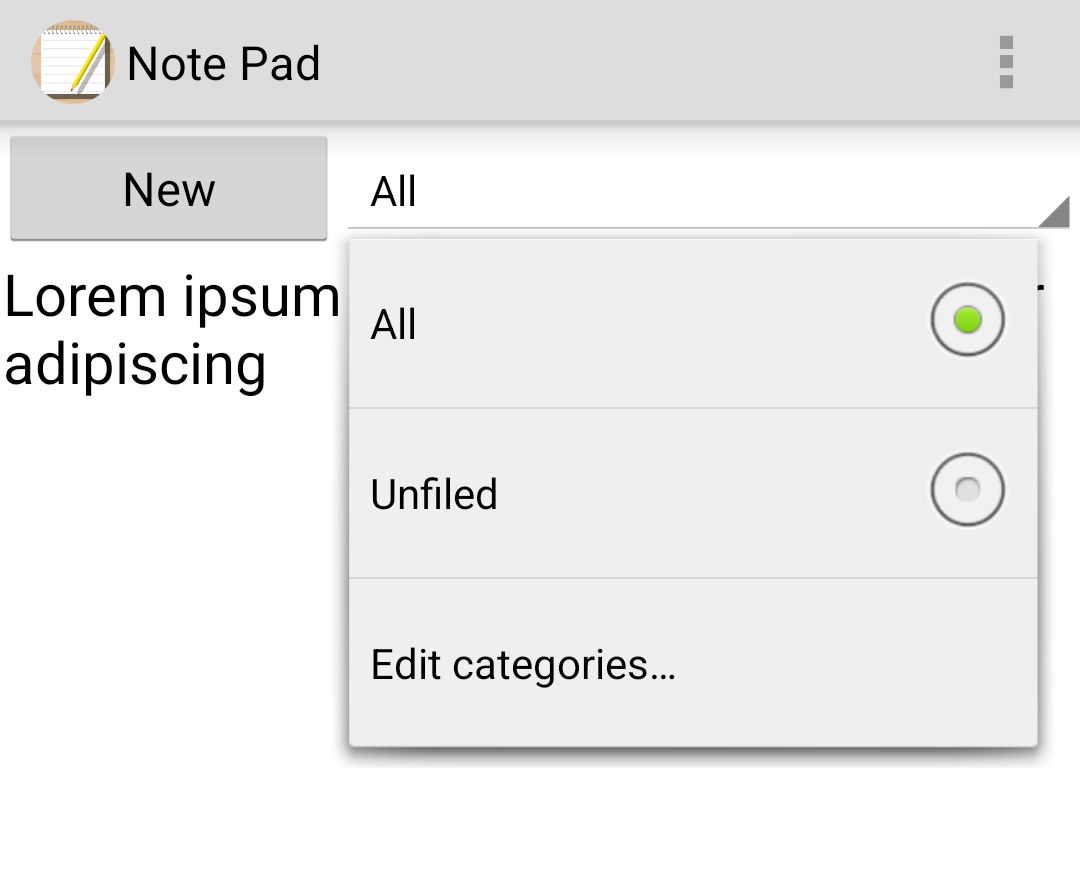 Note Pad
New
All
Lorem ipsum
adipiscing
All
Unfiled
Edit categories...